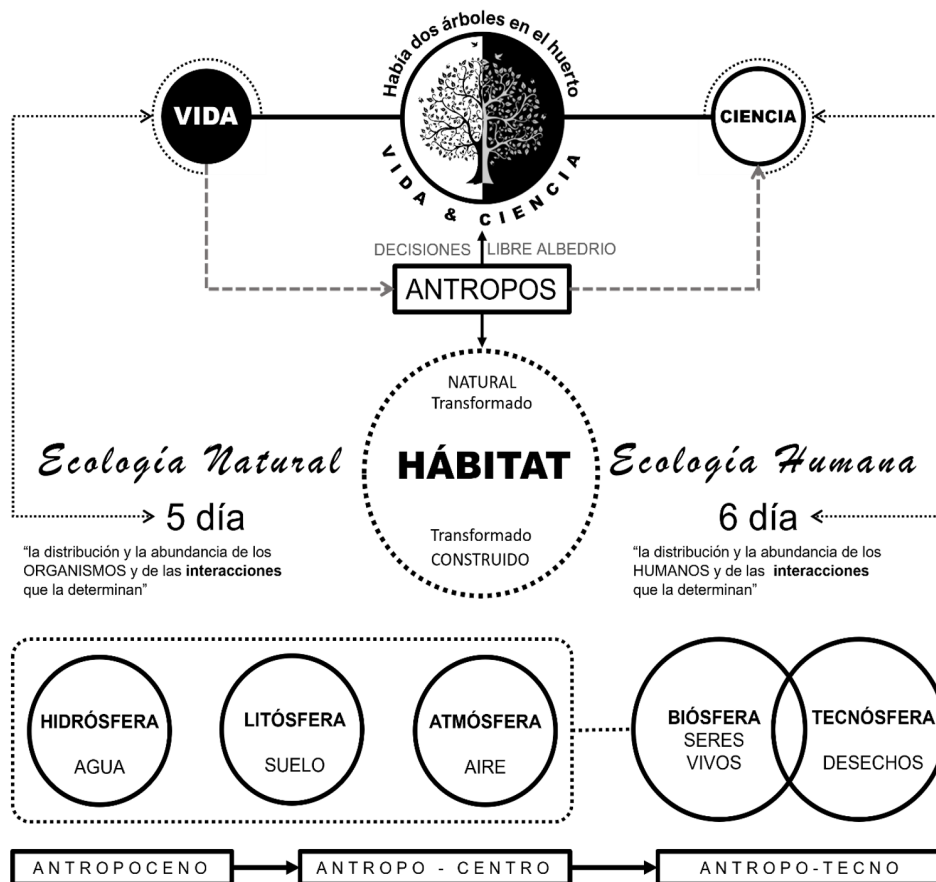 Había dos árboles en el huerto
VIDA
CIENCIA
VIDA & CIENCIA
DECISIONES LIBRE ALBEDRIO
ANTROPOS
NATURAL
Transformado
HÁBITAT
Transformado
CONSTRUIDO
Ecología Natural
5 día
“la distribución y la abundancia de los
ORGANISMOS y de las interacciones
que la determinan”
Ecología Humana
6 día
“la distribución y la abundancia de los
HUMANOS y de las interacciones
que la determinan”
HIDRÓSFERA
AGUA
LITÓSFERA
SUELO
ATMÓSFERA
AIRE
BIÓSFERA
SERES
VIVOS
TECNÓSFERA
DESECHOS
ANTROPOCENO
ANTROPO - CENTRO
ANTROPO-TECNO